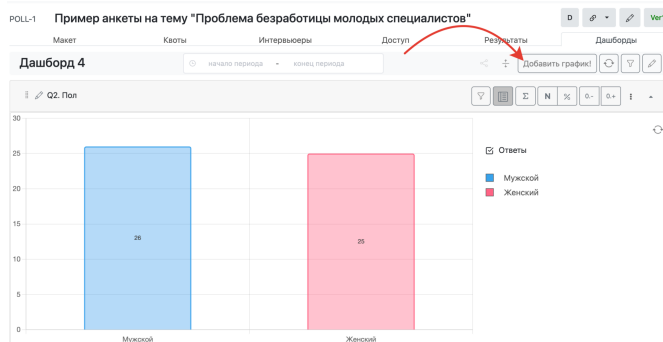 POLL-1 Пример анкеты на тему "Проблема безработицы молодых специалистов" D
Макет Квоты Интервьюеры Доступ Результаты Дашборды
Дашборд 4 начало периода - конец периода Добавить график!
Q2. Пол Σ N % 0.- 0.+
30
25
20
15
10
5
0
26
25
Мужской Женский
Ответы
Мужской
Женский